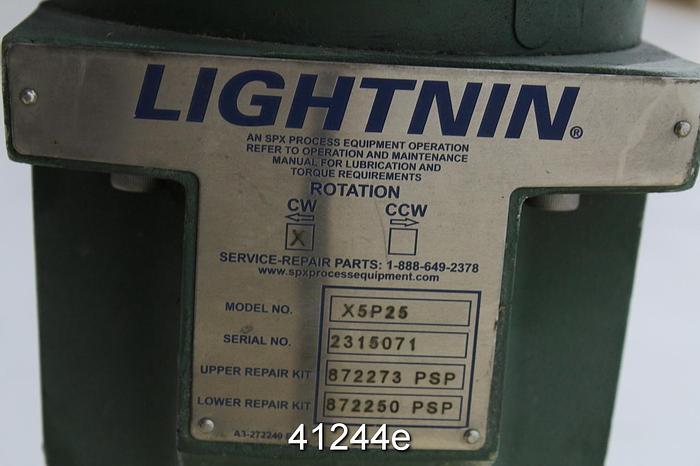 LIGHTNIN®
AN SPX PROCESS EQUIPMENT OPERATION
REFER TO OPERATION AND MAINTENANCE
MANUAL FOR LUBRICATION AND
TORQUE REQUIREMENTS
ROTATION
CW CCW
X
SERVICE-REPAIR PARTS: 1-888-649-2378
www.spxprocessequipment.com
MODEL NO. X5P25
SERIAL NO. 2315071
UPPER REPAIR KIT 872273 PSP
LOWER REPAIR KIT 872250 PSP
A3-272240
41244e